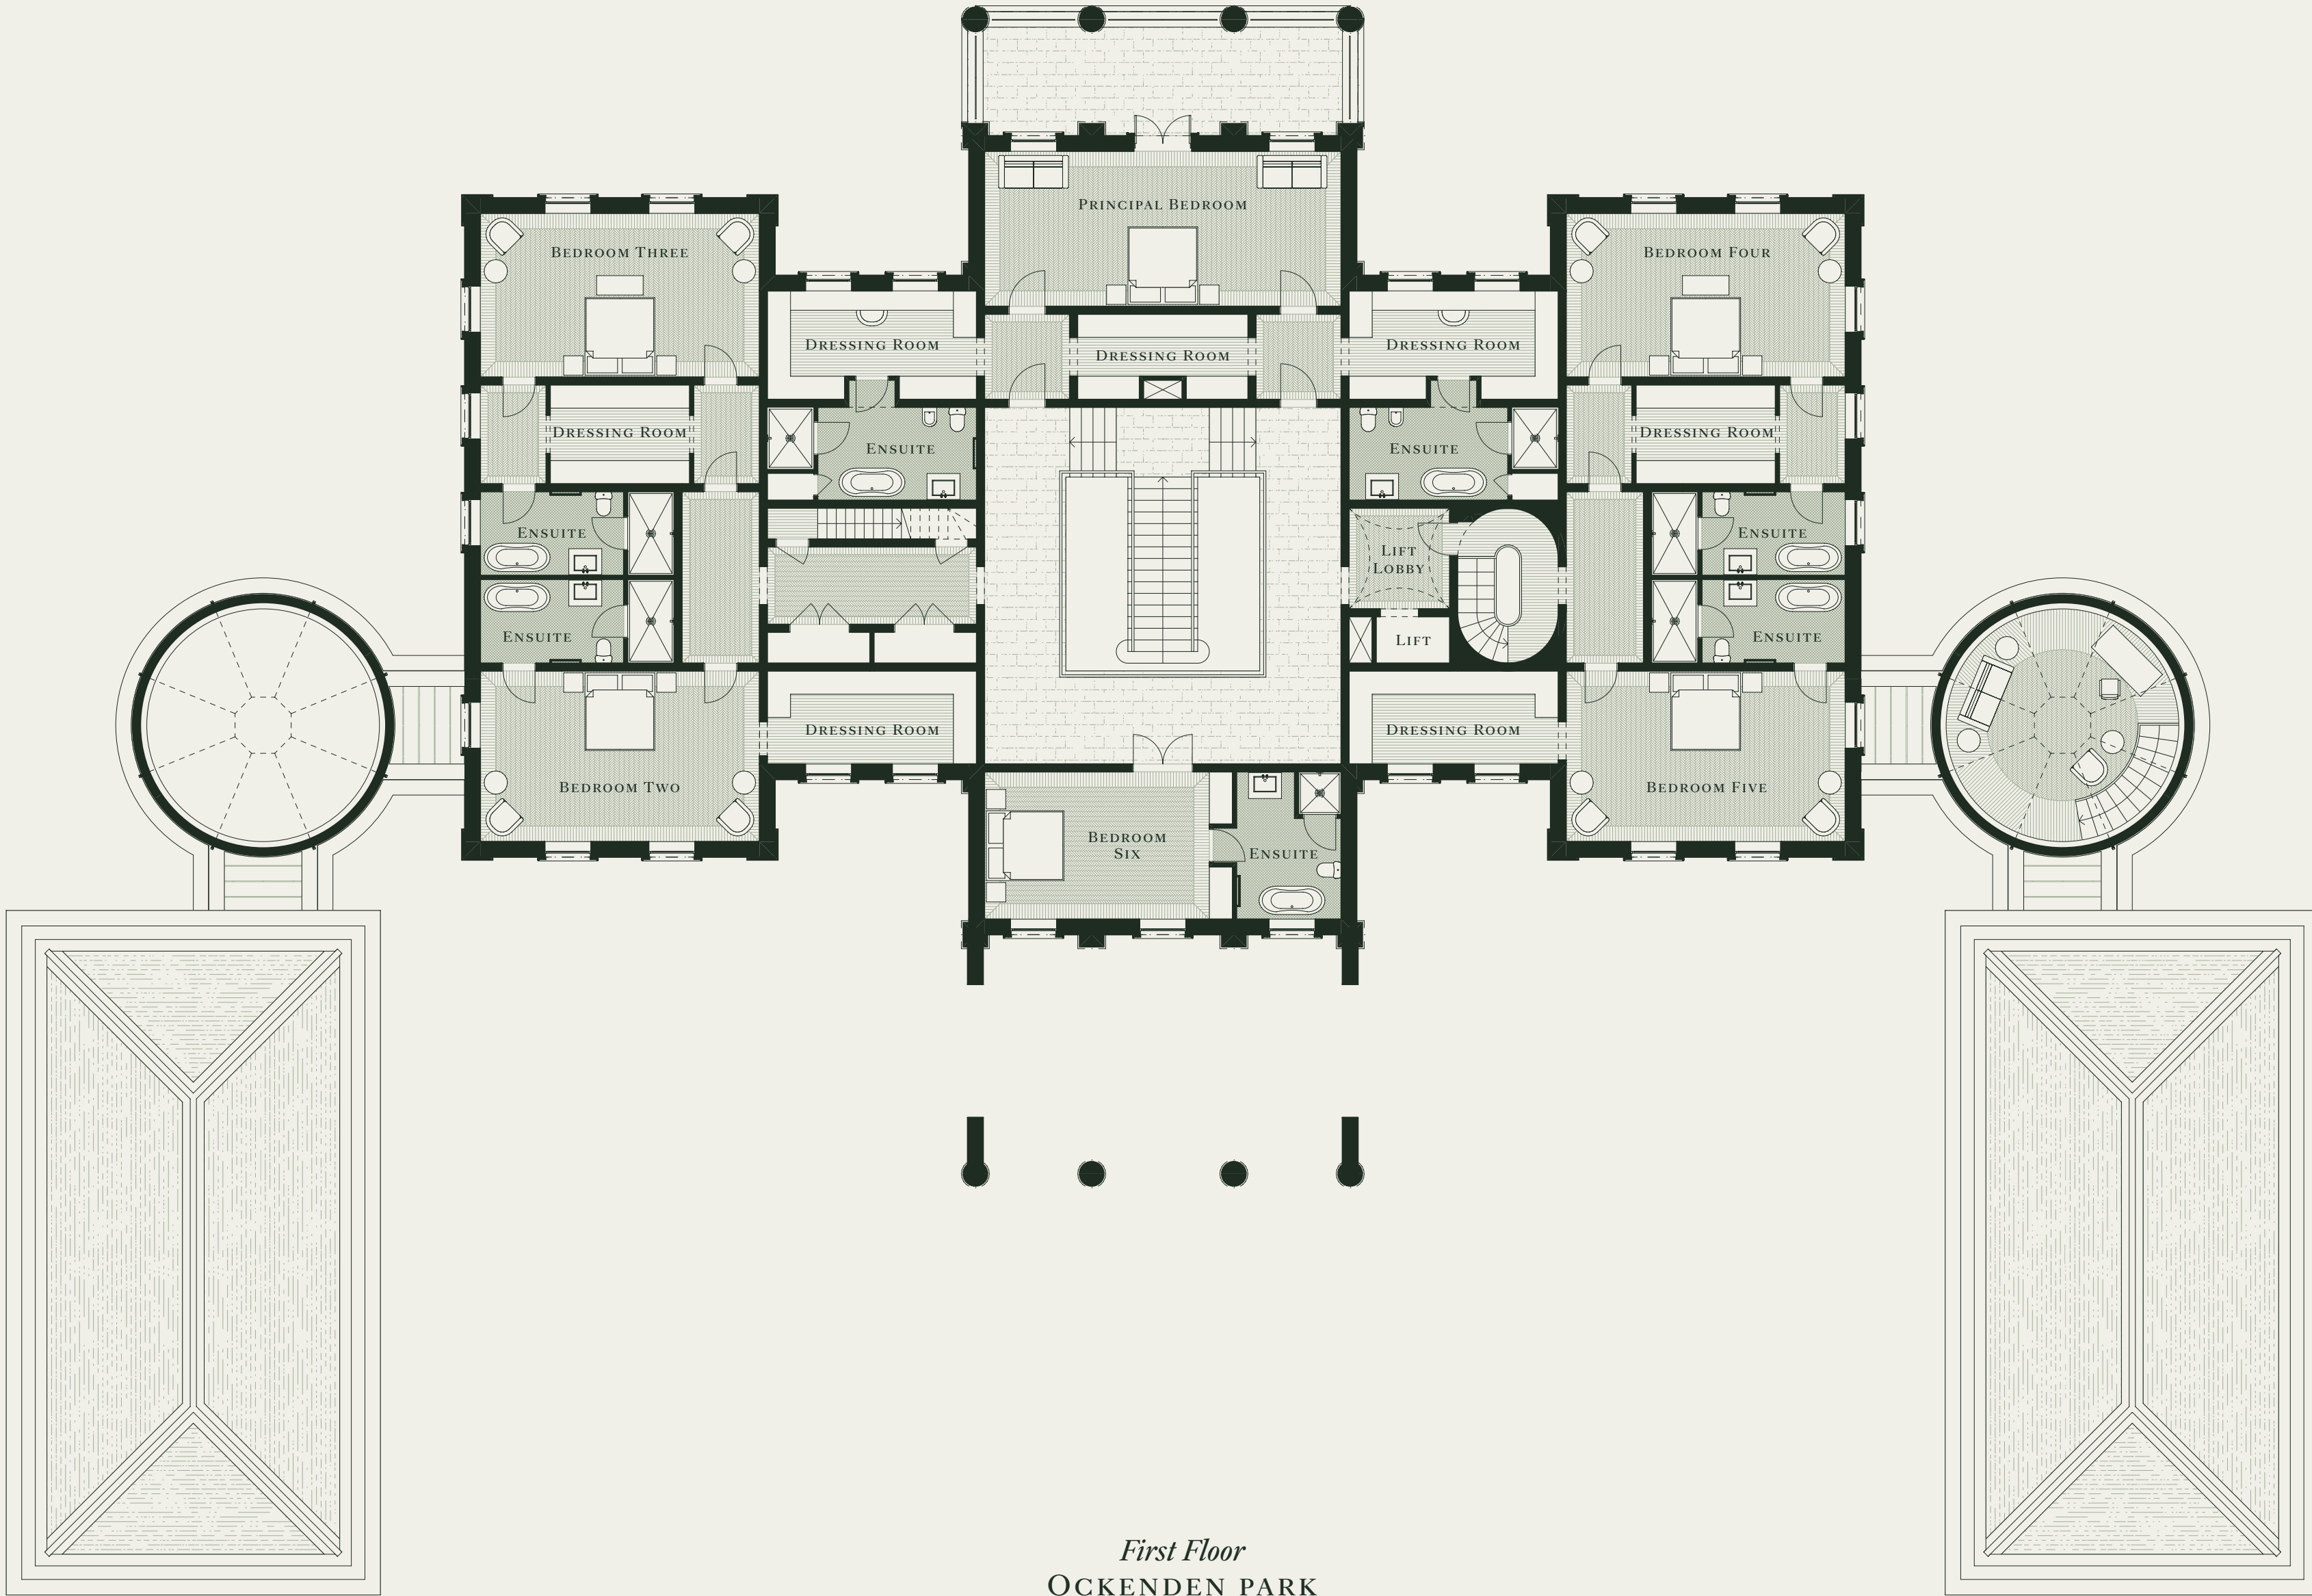 Principal Bedroom
Bedroom Three
Bedroom Four
Dressing Room
Dressing Room
Dressing Room
Dressing Room
Dressing Room
Ensuite
Ensuite
Ensuite
Ensuite
Lift
Lobby
Ensuite
Ensuite
Lift
Dressing Room
Dressing Room
Bedroom Two
Bedroom Five
Bedroom
Six
Ensuite
First Floor
Ockenden Park